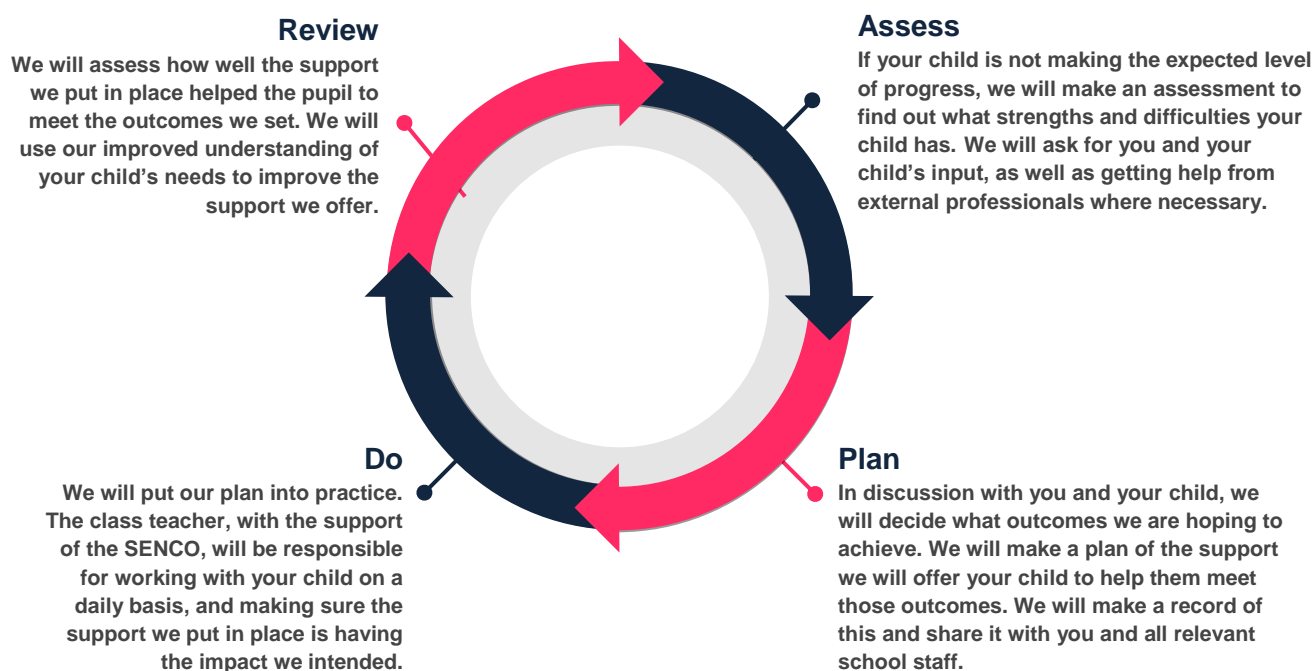 Review
We will assess how well the support
we put in place helped the pupil to
meet the outcomes we set. We will
use our improved understanding of
your child’s needs to improve the
support we offer.
Assess
If your child is not making the expected level
of progress, we will make an assessment to
find out what strengths and difficulties your
child has. We will ask for you and your
child’s input, as well as getting help from
external professionals where necessary.
Do
We will put our plan into practice.
The class teacher, with the support
of the SENCO, will be responsible
for working with your child on a
daily basis, and making sure the
support we put in place is having
the impact we intended.
Plan
In discussion with you and your child, we
will decide what outcomes we are hoping to
achieve. We will make a plan of the support
we will offer your child to help them meet
those outcomes. We will make a record of
this and share it with you and all relevant
school staff.